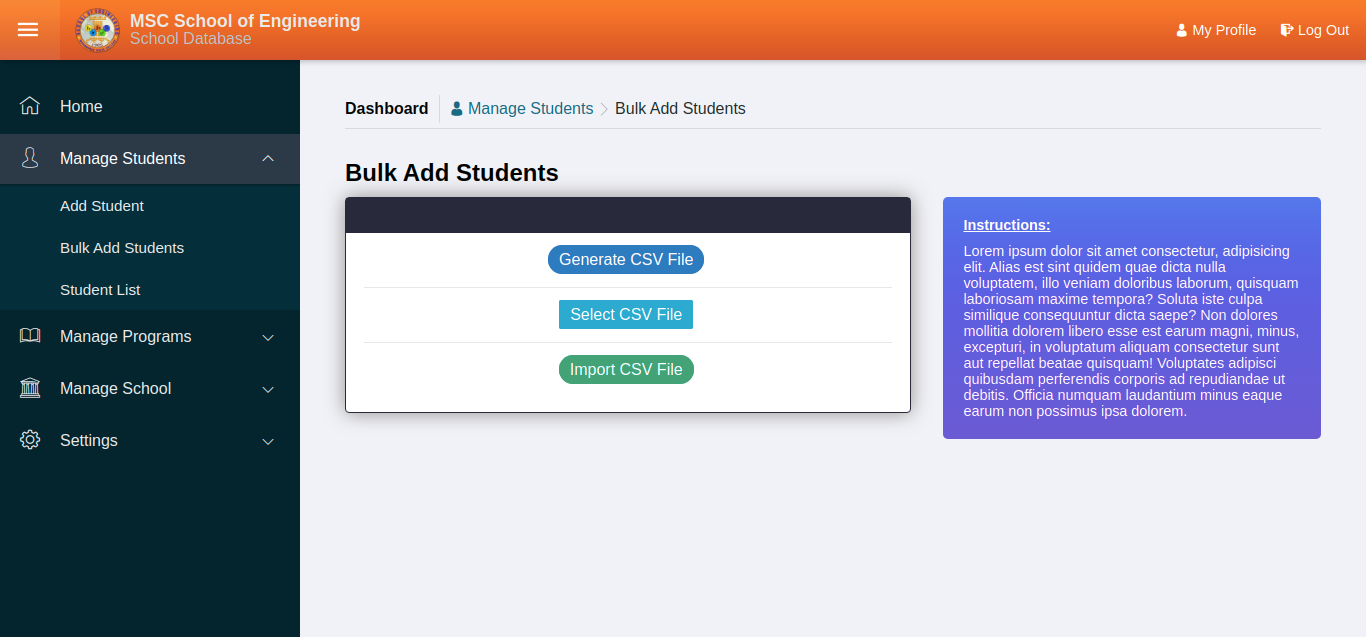 MSC School of Engineering
School Database
My Profile
Log Out
Home
Manage Students
Add Student
Bulk Add Students
Student List
Manage Programs
Manage School
Settings
Dashboard
Manage Students
Bulk Add Students
Bulk Add Students
Generate CSV File
Select CSV File
Import CSV File
Instructions:
Lorem ipsum dolor sit amet consectetur, adipisicing
elit. Alias est sint quidem quae dicta nulla
voluptatem, illo veniam doloribus laborum, quisquam
laboriosam maxime tempora? Soluta iste culpa
similique consequuntur dicta saepe? Non dolores
mollitia dolorem libero esse est earum magni, minus,
excepturi, in voluptatum aliquam consectetur sunt
aut repellat beatae quisquam! Voluptates adipisci
quibusdam perferendis corporis ad repudiandae ut
debitis. Officia numquam laudantium minus eaque
earum non possimus ipsa dolorem.